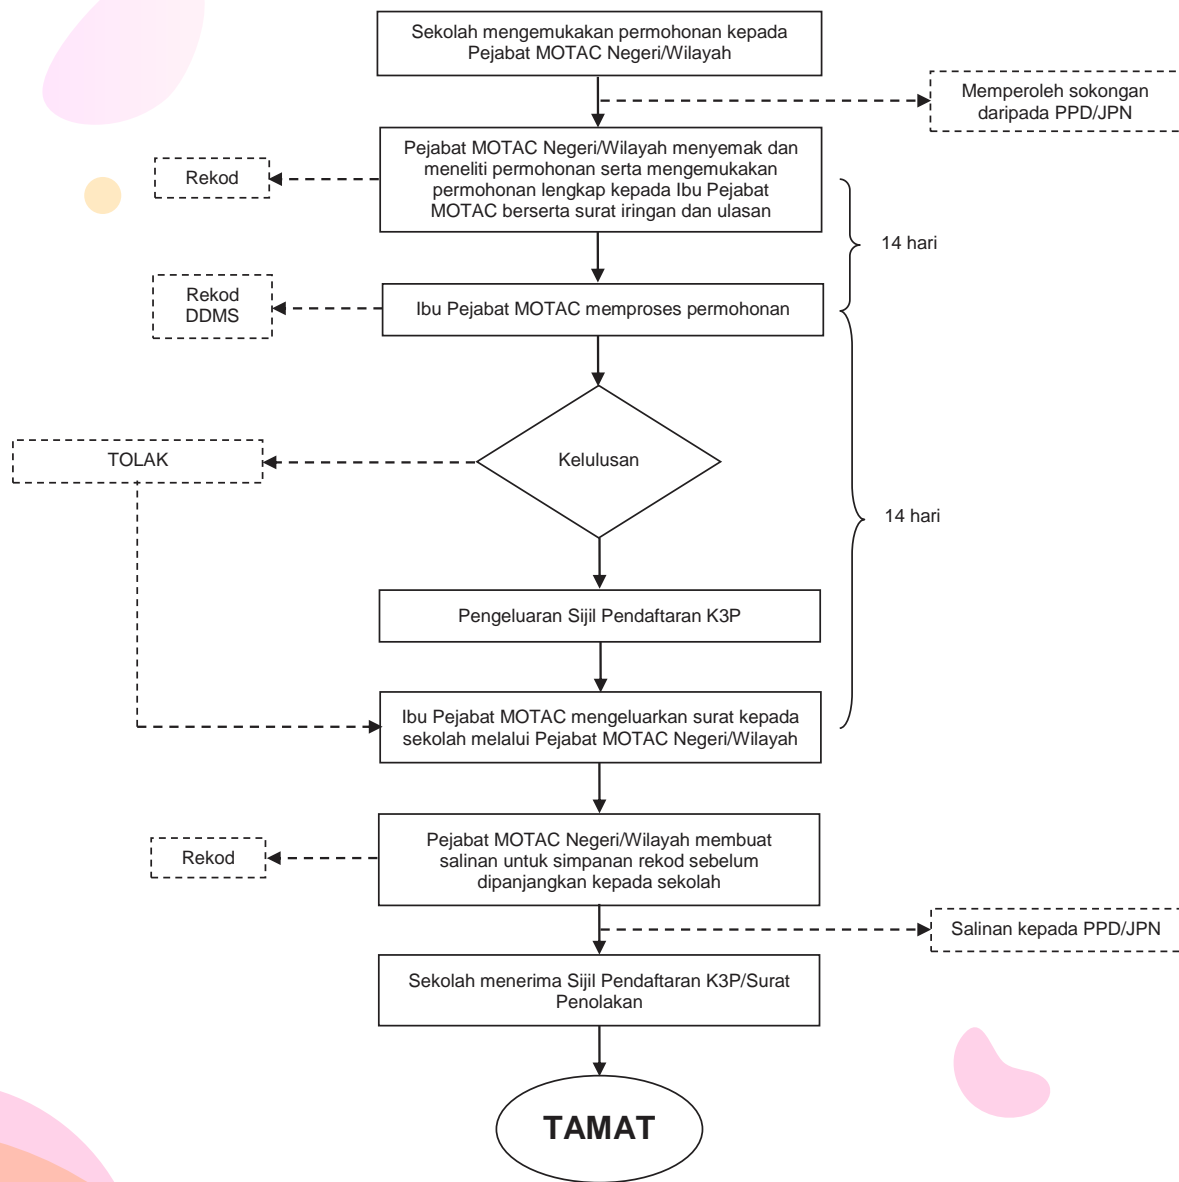 Sekolah mengemukakan permohonan kepada
Pejabat MOTAC Negeri/Wilayah
Memperoleh sokongan
daripada PPD/JPN
Pejabat MOTAC Negeri/Wilayah menyemak dan
meneliti permohonan serta mengemukakan
permohonan lengkap kepada Ibu Pejabat
MOTAC berserta surat iringan dan ulasan
Rekod
14 hari
Rekod
DDMS
Ibu Pejabat MOTAC memproses permohonan
TOLAK
Kelulusan
14 hari
Pengeluaran Sijil Pendaftaran K3P
Ibu Pejabat MOTAC mengeluarkan surat kepada
sekolah melalui Pejabat MOTAC Negeri/Wilayah
Pejabat MOTAC Negeri/Wilayah membuat
salinan untuk simpanan rekod sebelum
dipanjangkan kepada sekolah
Rekod
Salinan kepada PPD/JPN
Sekolah menerima Sijil Pendaftaran K3P/Surat
Penolakan
TAMAT